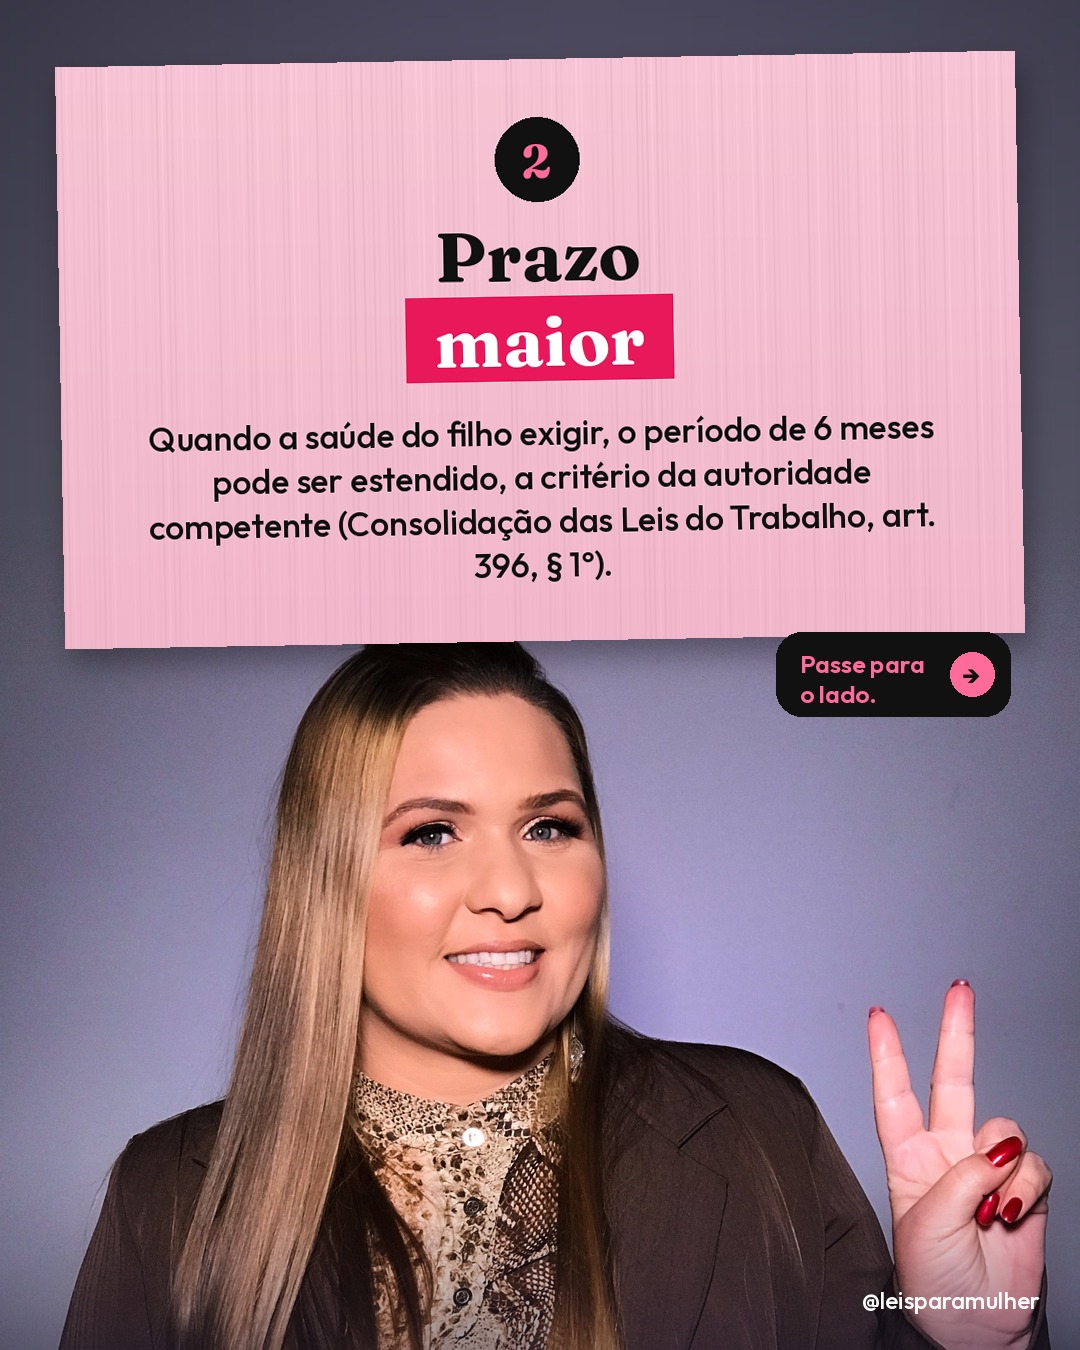 2
Prazo
maior
Quando a saúde do filho exigir, o período de 6 meses
pode ser estendido, a critério da autoridade
competente (Consolidação das Leis do Trabalho, art.
396, § 1º).
Passe para
o lado.
@leisparamulher